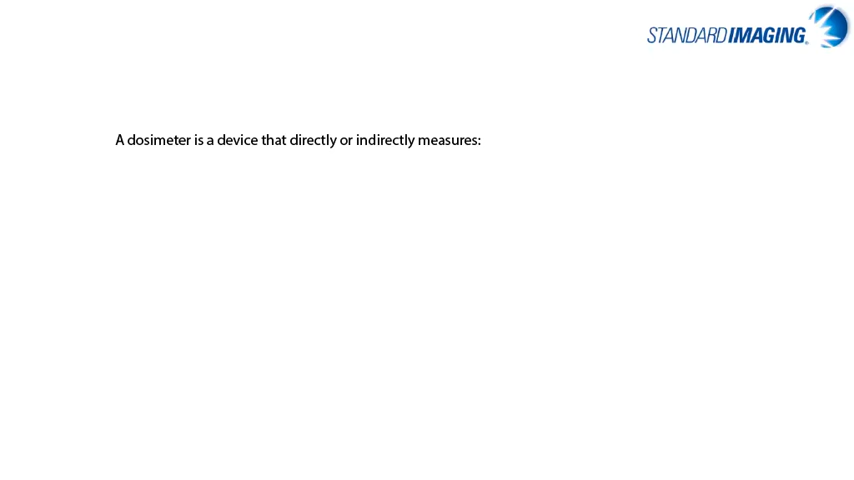 STANDARD IMAGING®
A dosimeter is a device that directly or indirectly measures: